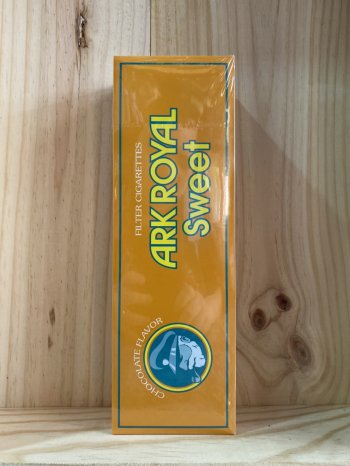 FILTER CIGARETTES
ARK ROYAL
Sweet
CHOCOLATE FLAVOR